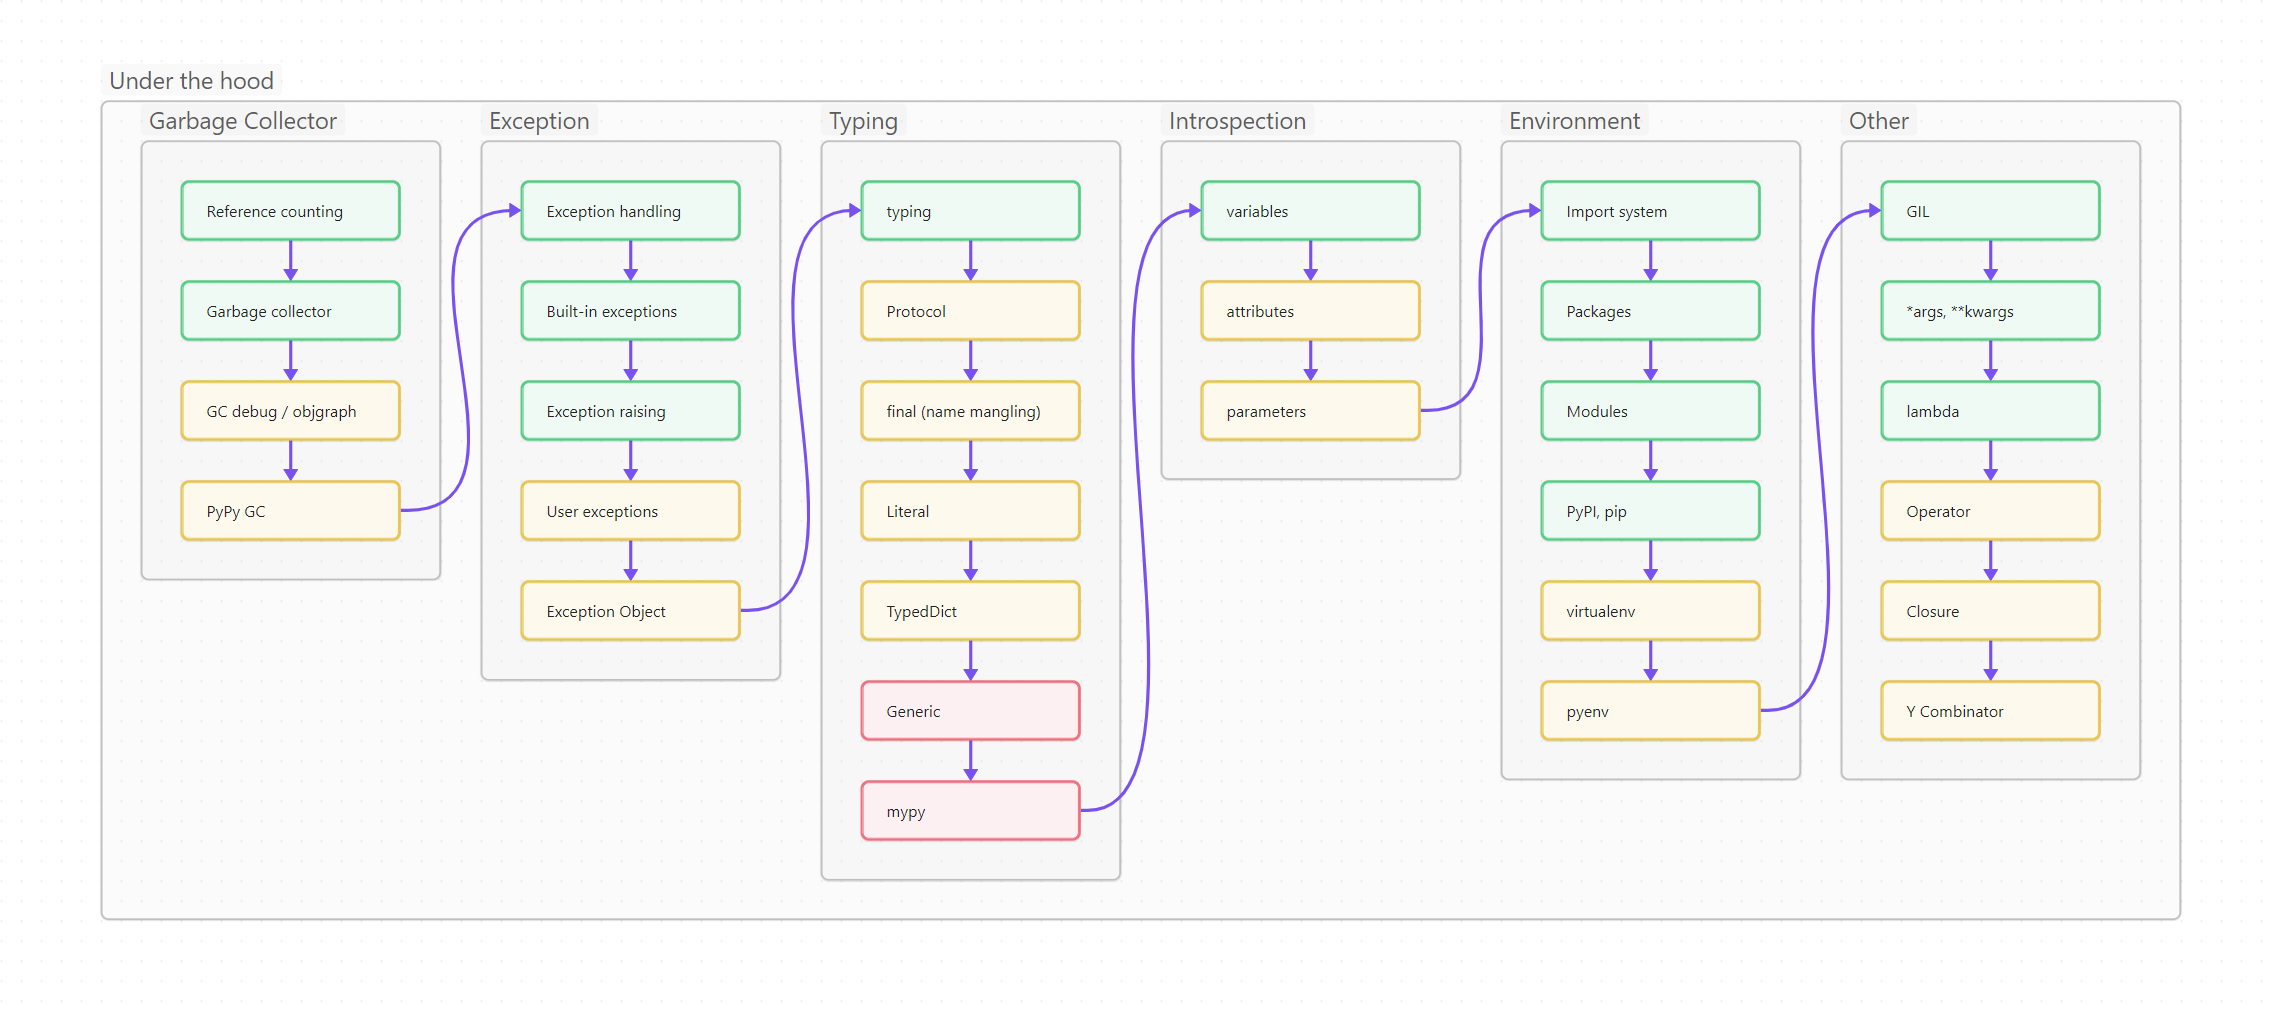 Under the hood
Garbage Collector
Reference counting
Garbage collector
GC debug / objgraph
PyPy GC
Exception
Exception handling
Built-in exceptions
Exception raising
User exceptions
Exception Object
Typing
typing
Protocol
final (name mangling)
Literal
TypedDict
Generic
mypy
Introspection
variables
attributes
parameters
Environment
Import system
Packages
Modules
PyPI, pip
virtualenv
pyenv
Other
GIL
*args, **kwargs
lambda
Operator
Closure
Y Combinator